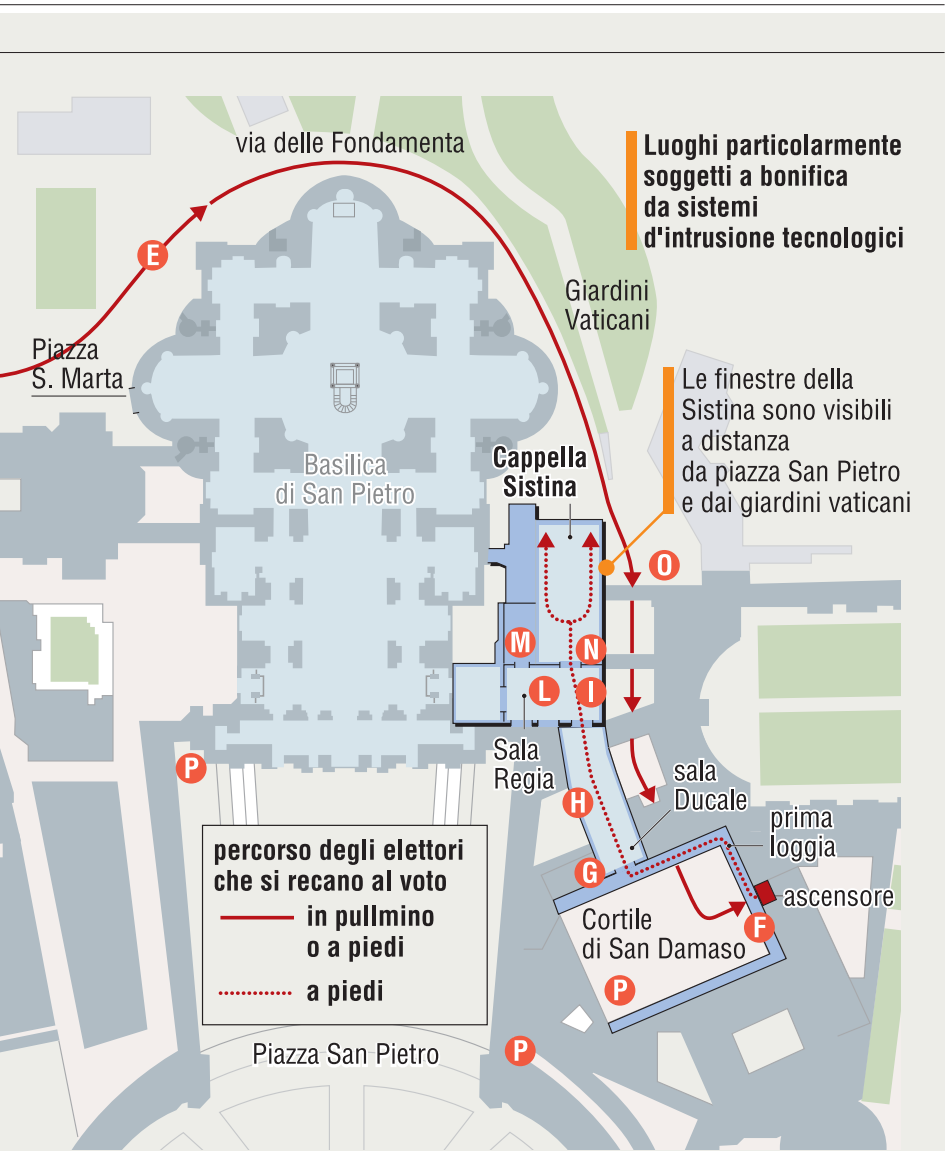 via delle Fondamenta
Luoghi particolarmente
soggetti a bonifica
da sistemi
d'intrusione tecnologici
E
Giardini
Vaticani
Piazza
S. Marta
Le finestre della
Sistina sono visibili
a distanza
da piazza San Pietro
e dai giardini vaticani
Basilica
di San Pietro
Cappella
Sistina
O
M
N
L
I
Sala
Regia
P
H
sala
Ducale
prima
loggia
G
ascensore
Cortile
di San Damaso
F
P
percorso degli elettori
che si recano al voto
in pullmino
o a piedi
a piedi
Piazza San Pietro
P